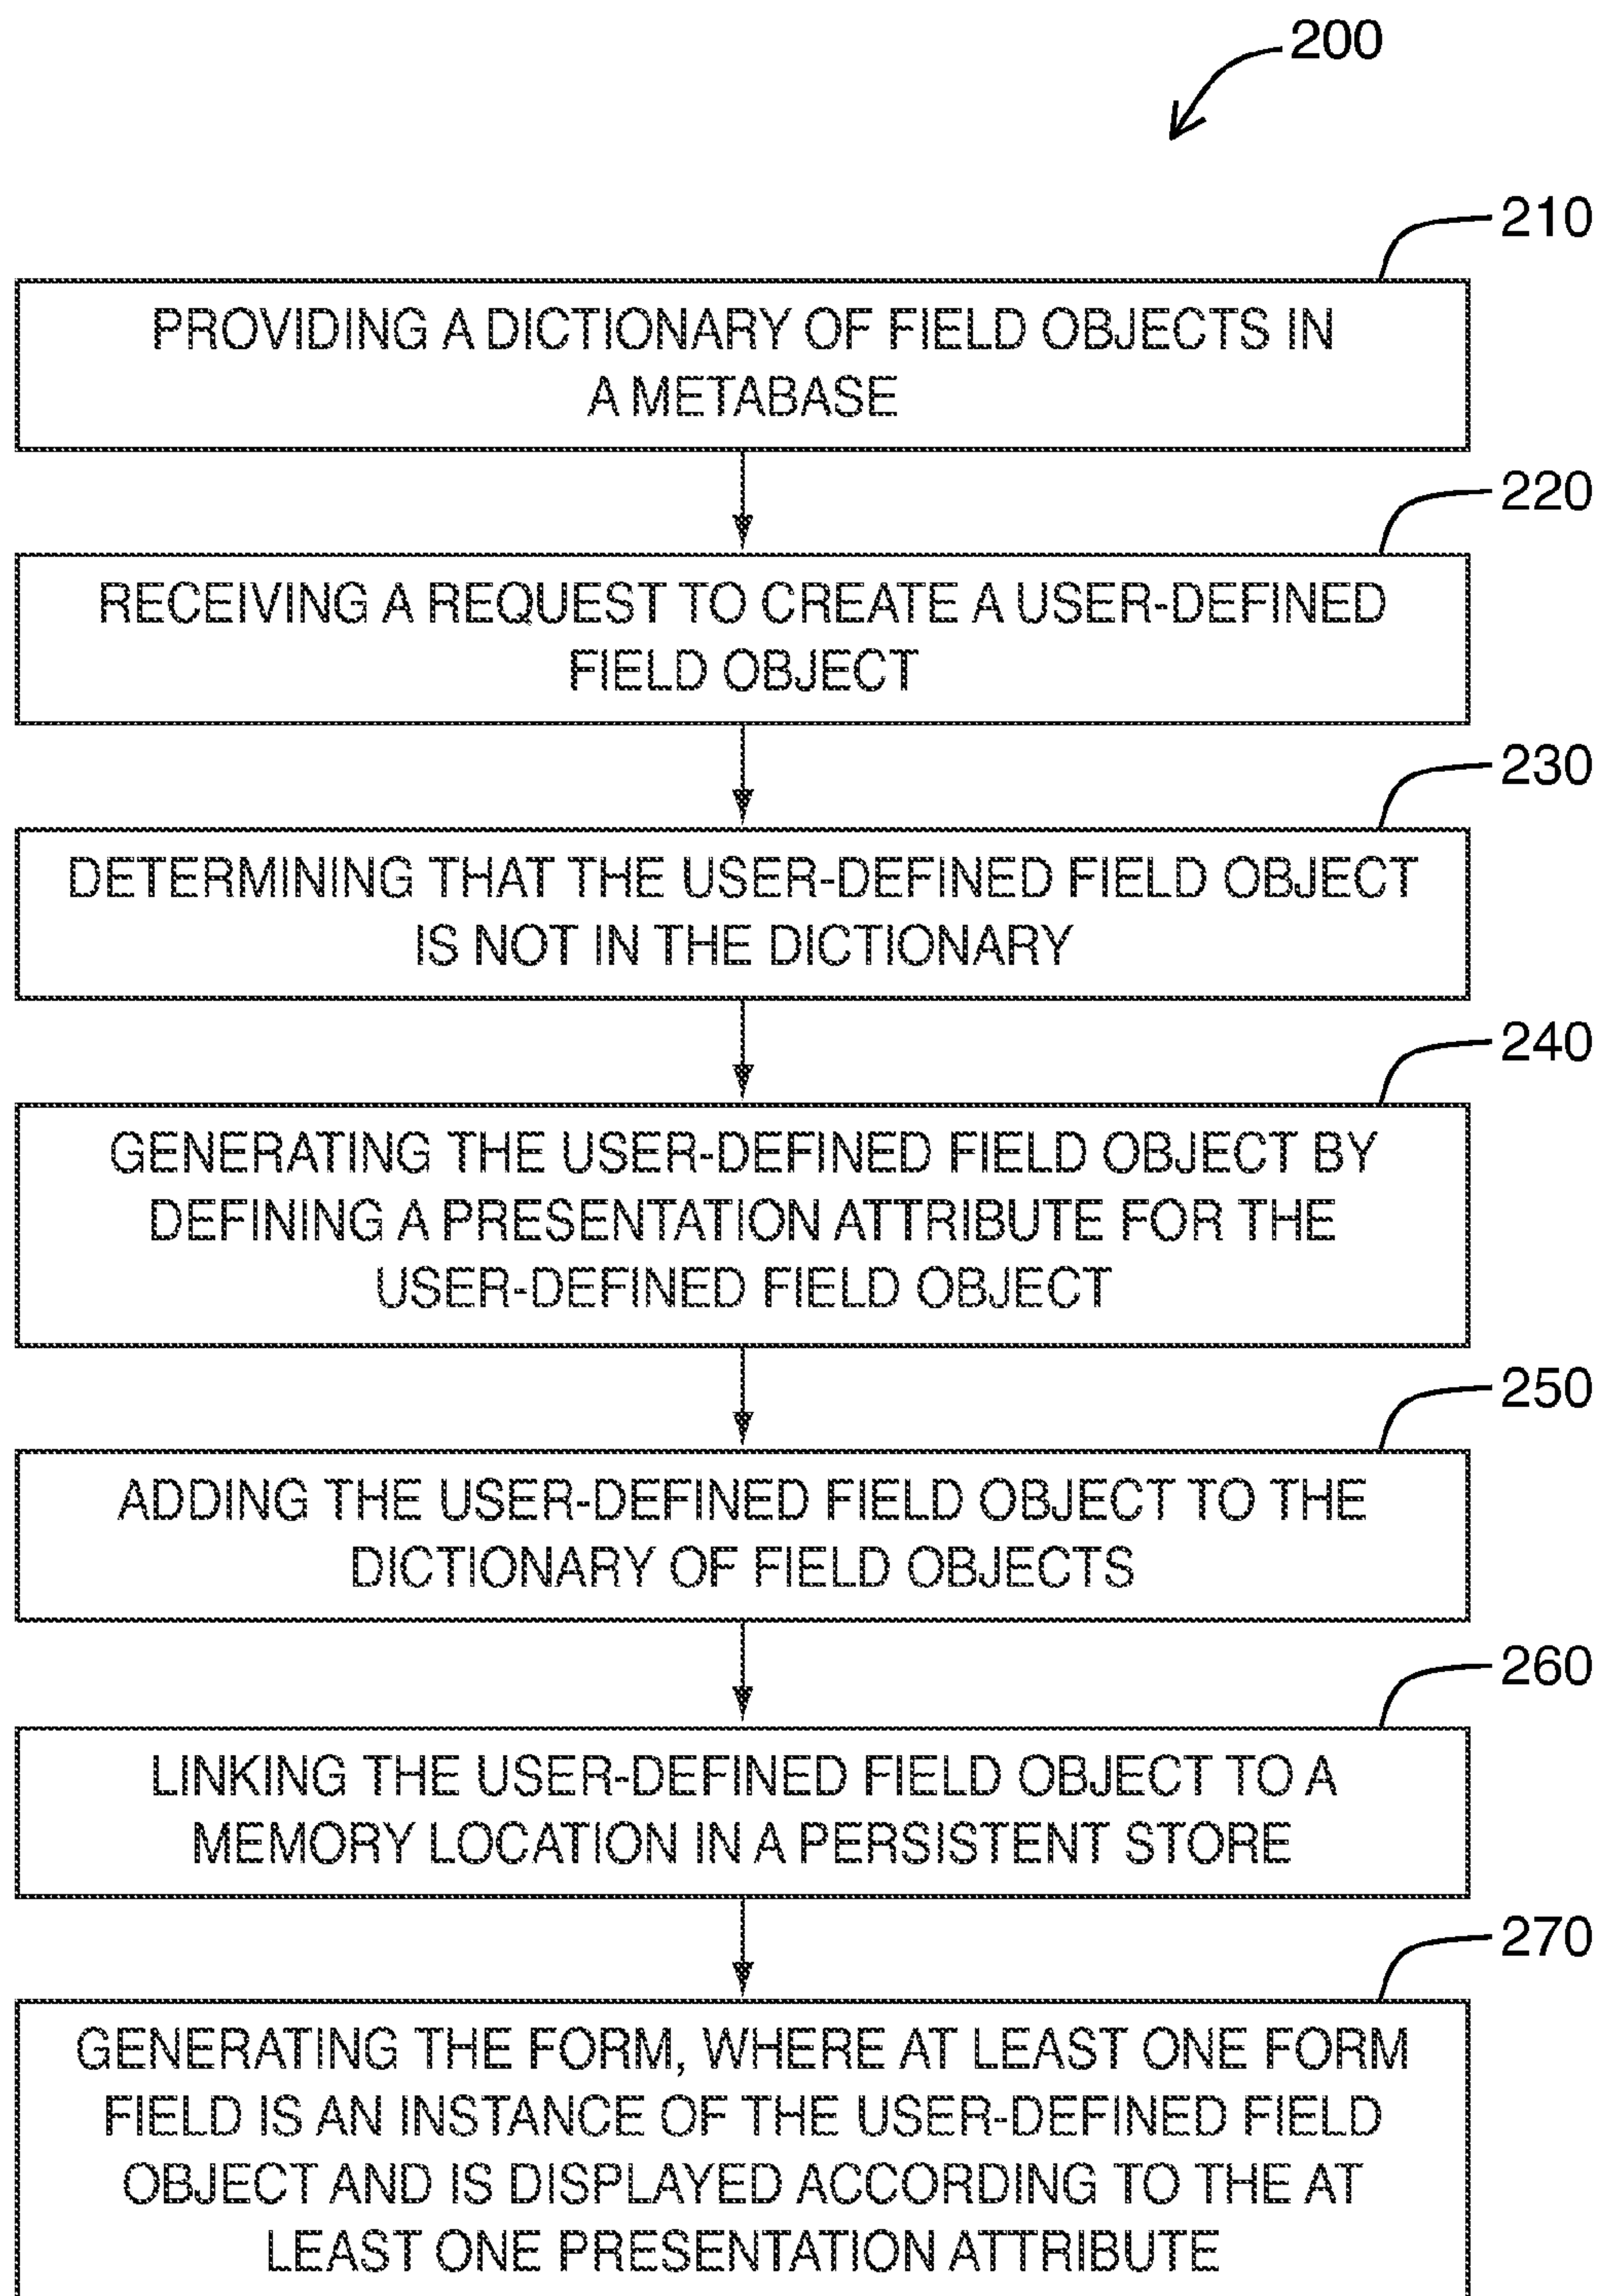 200
210
PROVIDING A DICTIONARY OF FIELD OBJECTS IN
A METABASE
220
RECEIVING A REQUEST TO CREATE A USER-DEFINED
FIELD OBJECT
230
DETERMINING THAT THE USER-DEFINED FIELD OBJECT
IS NOT IN THE DICTIONARY
240
GENERATING THE USER-DEFINED FIELD OBJECT BY
DEFINING A PRESENTATION ATTRIBUTE FOR THE
USER-DEFINED FIELD OBJECT
250
ADDING THE USER-DEFINED FIELD OBJECT TO THE
DICTIONARY OF FIELD OBJECTS
260
LINKING THE USER-DEFINED FIELD OBJECT TO A
MEMORY LOCATION IN A PERSISTENT STORE
270
GENERATING THE FORM, WHERE AT LEAST ONE FORM
FIELD IS AN INSTANCE OF THE USER-DEFINED FIELD
OBJECT AND IS DISPLAYED ACCORDING TO THE AT
LEAST ONE PRESENTATION ATTRIBUTE